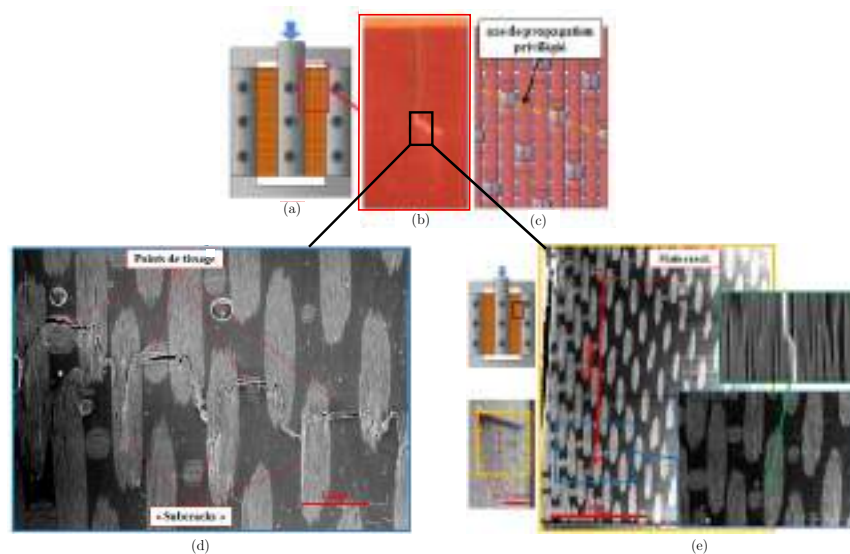 axe de propagation
privilégié
(a)
(b)
(c)
Points de tissage
« Subcracks »
(d)
(e)